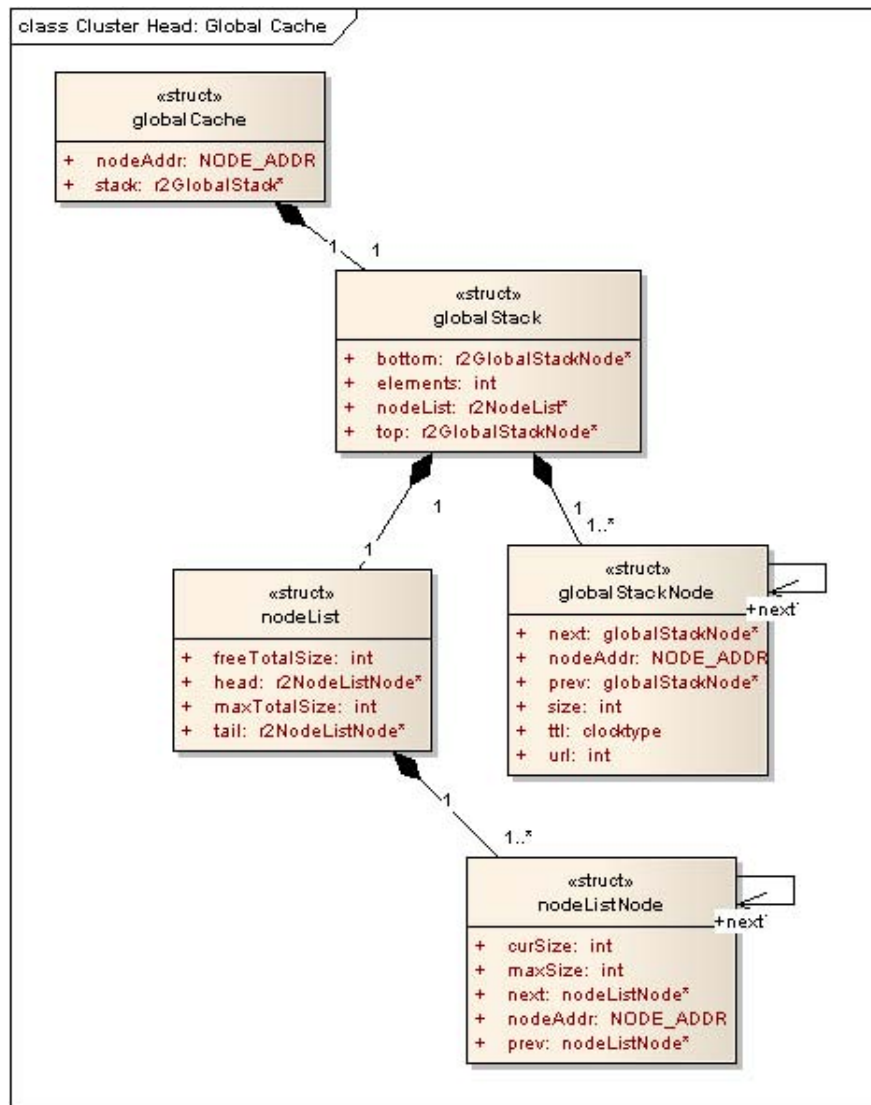 class Cluster Head: Global Cache
«struct»
globalCache
+ nodeAddr: NODE_ADDR
+ stack: r2GlobalStack*
1
1
«struct»
globalStack
+ bottom: r2GlobalStackNode*
+ elements: int
+ nodeList: r2NodeList*
+ top: r2GlobalStackNode*
1
1
1
1..*
«struct»
nodeList
+ freeTotalSize: int
+ head: r2NodeListNode*
+ maxTotalSize: int
+ tail: r2NodeListNode*
«struct»
globalStackNode
+next
+ next: globalStackNode*
+ nodeAddr: NODE_ADDR
+ prev: globalStackNode*
+ size: int
+ ttl: clocktype
+ url: int
1
1..*
«struct»
nodeListNode
+next
+ curSize: int
+ maxSize: int
+ next: nodeListNode*
+ nodeAddr: NODE_ADDR
+ prev: nodeListNode*